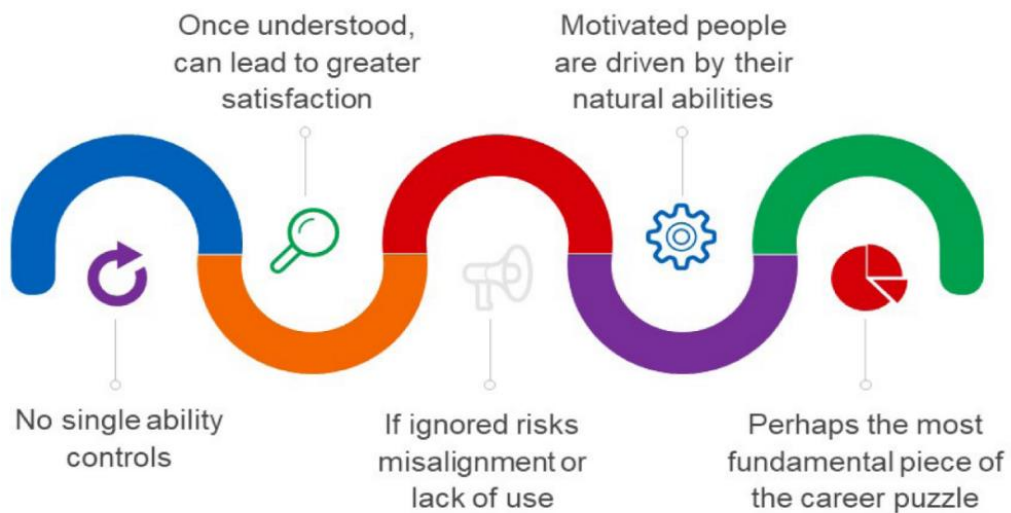 Once understood,
can lead to greater
satisfaction
Motivated people
are driven by their
natural abilities
No single ability
controls
If ignored risks
misalignment or
lack of use
Perhaps the most
fundamental piece of
the career puzzle